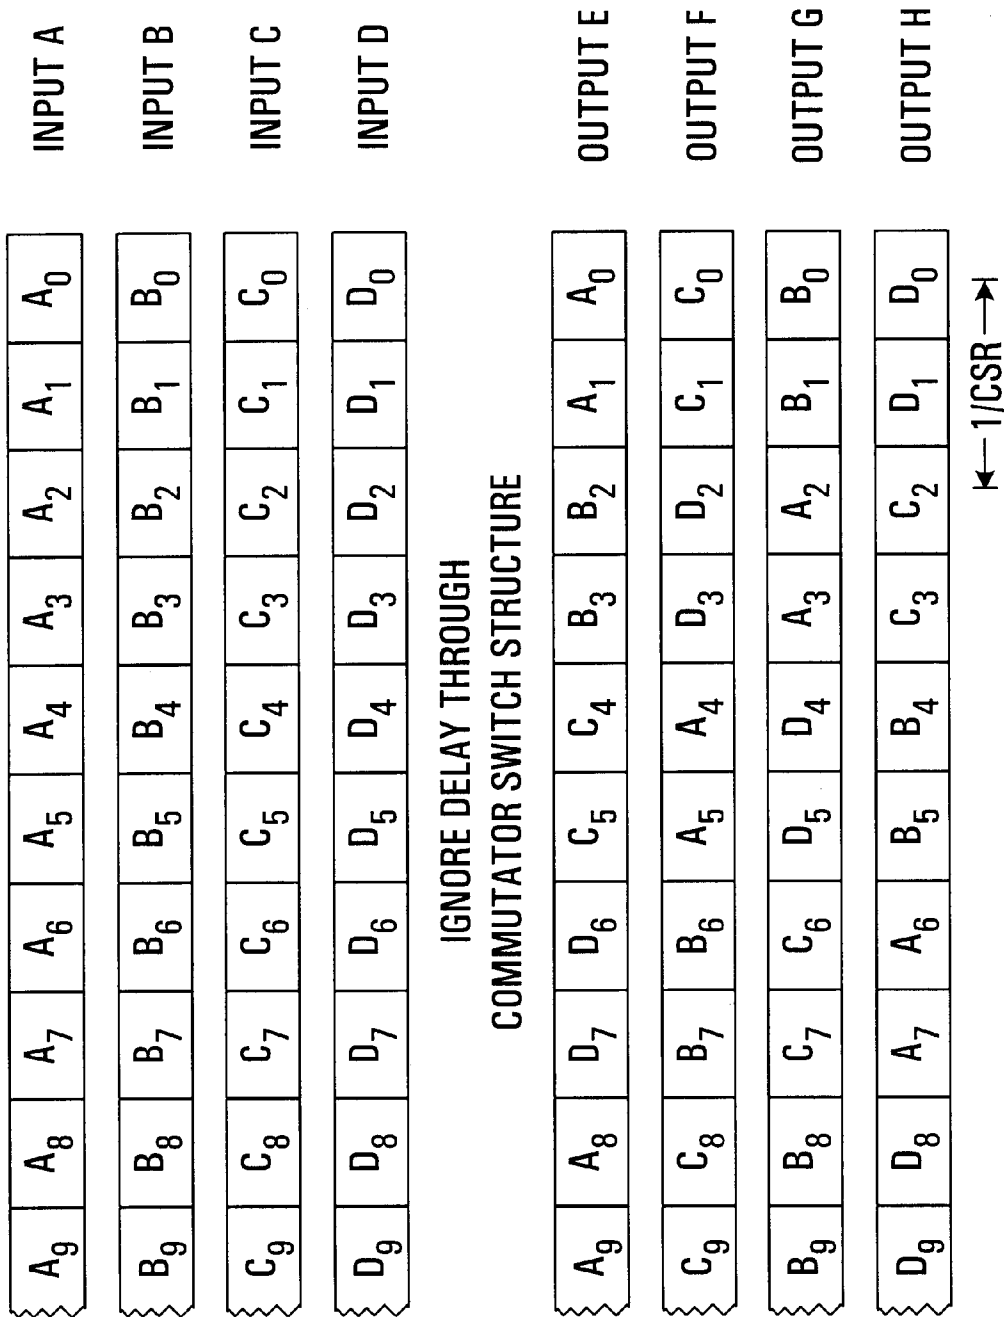 A₉ A₈ A₇ A₆ A₅ A₄ A₃ A₂ A₁ A₀ INPUT A
B₉ B₈ B₇ B₆ B₅ B₄ B₃ B₂ B₁ B₀ INPUT B
C₉ C₈ C₇ C₆ C₅ C₄ C₃ C₂ C₁ C₀ INPUT C
D₉ D₈ D₇ D₆ D₅ D₄ D₃ D₂ D₁ D₀ INPUT D
IGNORE DELAY THROUGH
COMMUTATOR SWITCH STRUCTURE
A₉ A₈ D₇ D₆ C₅ C₄ B₃ B₂ A₁ A₀ OUTPUT E
C₉ C₈ B₇ B₆ A₅ A₄ D₃ D₂ C₁ C₀ OUTPUT F
B₉ B₈ C₇ C₆ D₅ D₄ A₃ A₂ B₁ B₀ OUTPUT G
D₉ D₈ A₇ A₆ B₅ B₄ C₃ C₂ D₁ D₀ OUTPUT H
1/CSR